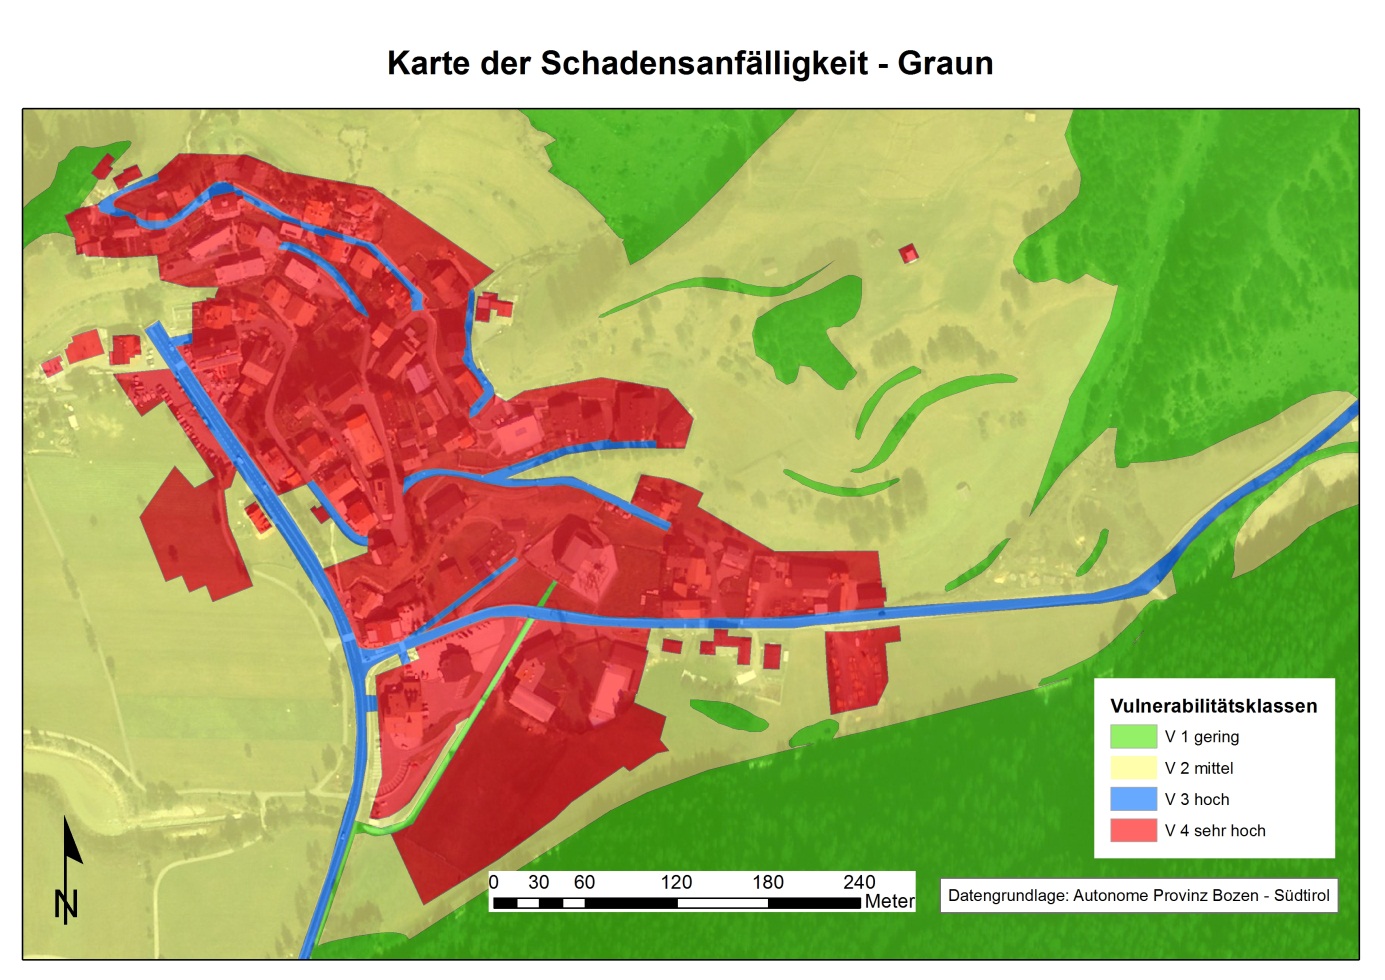 Karte der Schadensanfälligkeit - Graun
Vulnerabilitätsklassen
V 1 gering
V 2 mittel
V 3 hoch
V 4 sehr hoch
N
0 30 60 120 180 240
Meter
Datengrundlage: Autonome Provinz Bozen - Südtirol